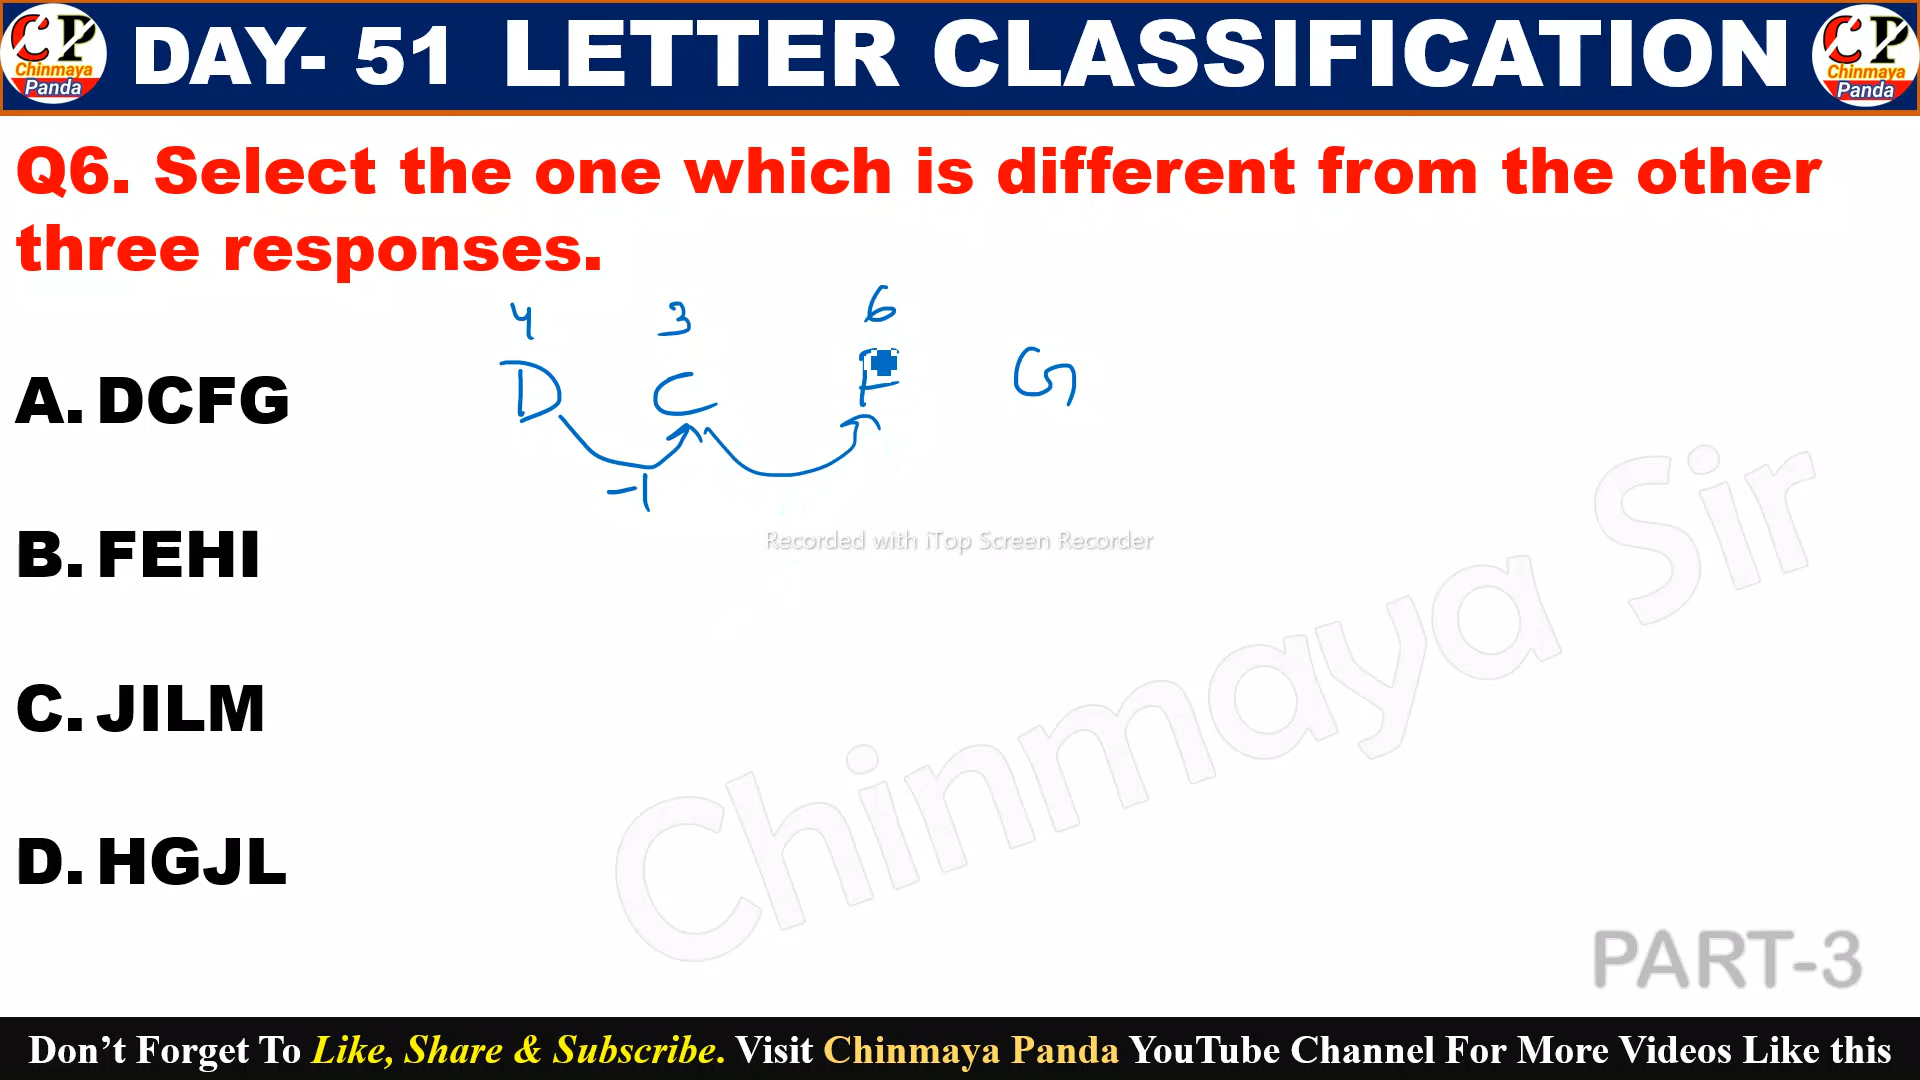 CP Chinmaya Panda DAY- 51 LETTER CLASSIFICATION CP Chinmaya Panda
Q6. Select the one which is different from the other
three responses.
4 3 6
D C F G
-1
A. DCFG
B. FEHI
C. JILM
D. HGJL
Recorded with iTop Screen Recorder
Chinmaya Sir
PART-3
Don’t Forget To Like, Share & Subscribe. Visit Chinmaya Panda YouTube Channel For More Videos Like this